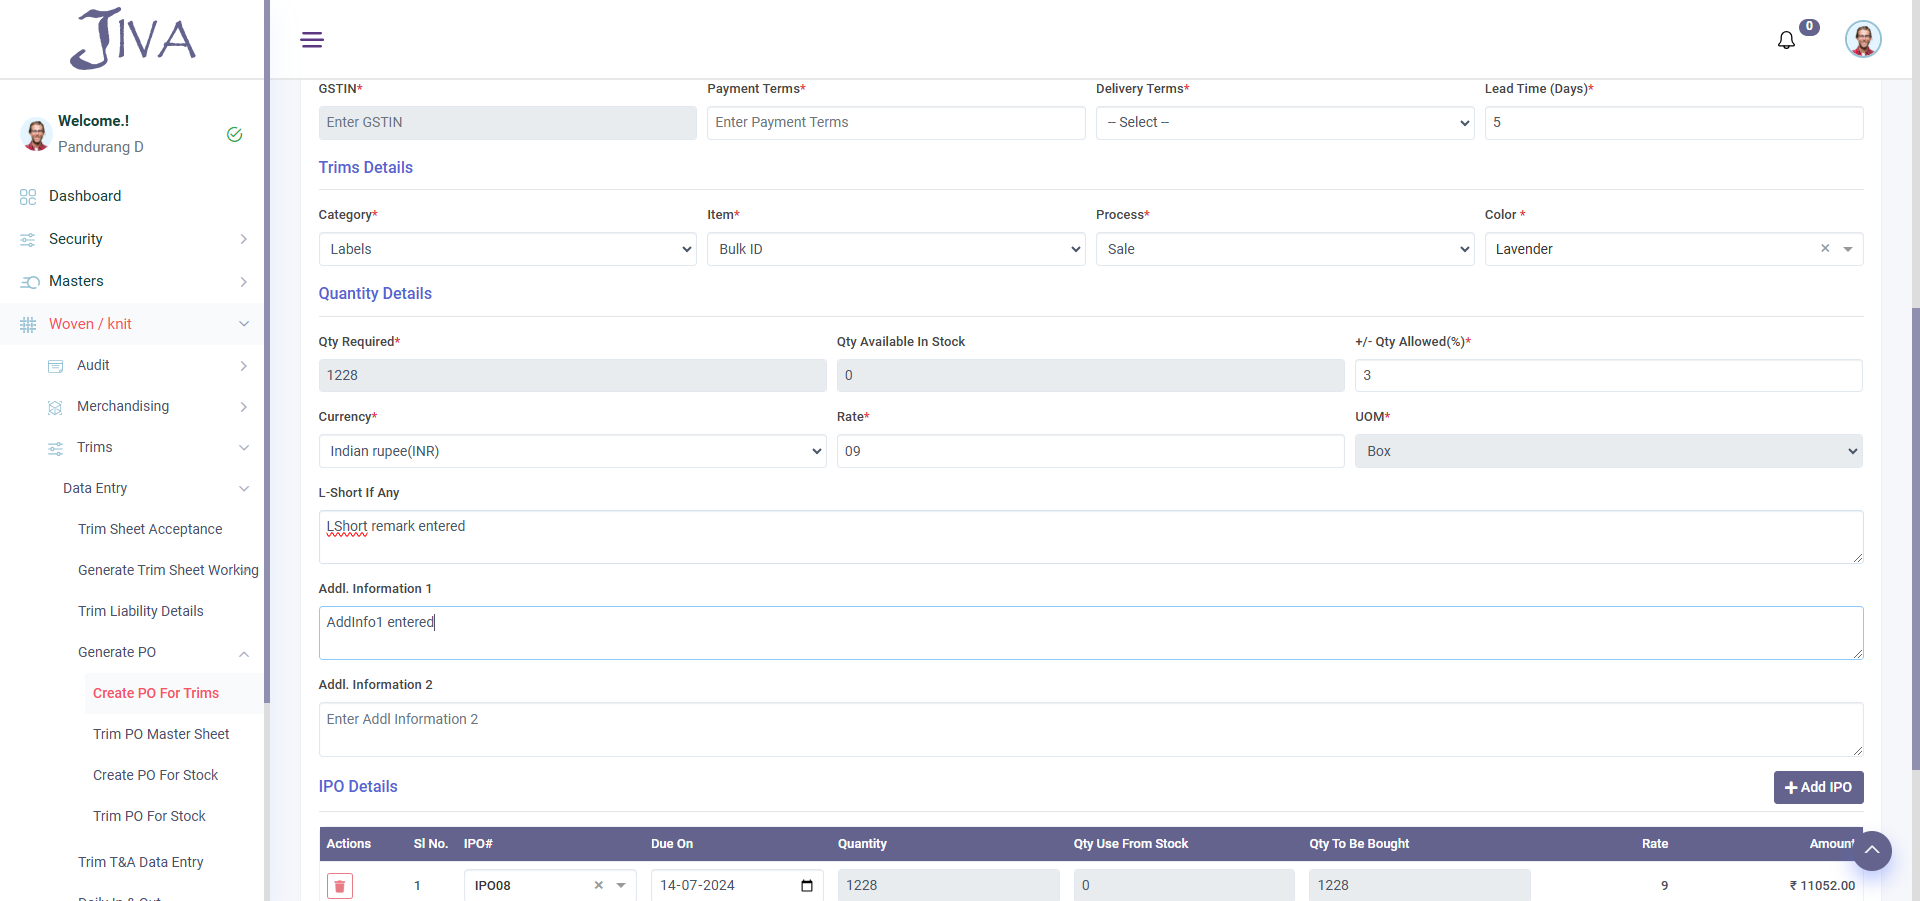 JIVA
0
Welcome.!
Pandurang D
Dashboard
Security
Masters
Woven / knit
Audit
Merchandising
Trims
Data Entry
Trim Sheet Acceptance
Generate Trim Sheet Working
Trim Liability Details
Generate PO
Create PO For Trims
Trim PO Master Sheet
Create PO For Stock
Trim PO For Stock
Trim T&A Data Entry
Daily In & Out
GSTIN* Payment Terms* Delivery Terms* Lead Time (Days)*
Enter GSTIN Enter Payment Terms -- Select -- 5
Trims Details
Category* Item* Process* Color *
Labels Bulk ID Sale Lavender
Quantity Details
Qty Required* Qty Available In Stock +/- Qty Allowed(%)*
1228 0 3
Currency* Rate* UOM*
Indian rupee(INR) 09 Box
L-Short If Any
LShort remark entered
Addl. Information 1
AddInfo1 entered
Addl. Information 2
Enter Addl Information 2
IPO Details Add IPO
Actions Sl No. IPO# Due On Quantity Qty Use From Stock Qty To Be Bought Rate Amount
1 IPO08 14-07-2024 1228 0 1228 9 ₹ 11052.00